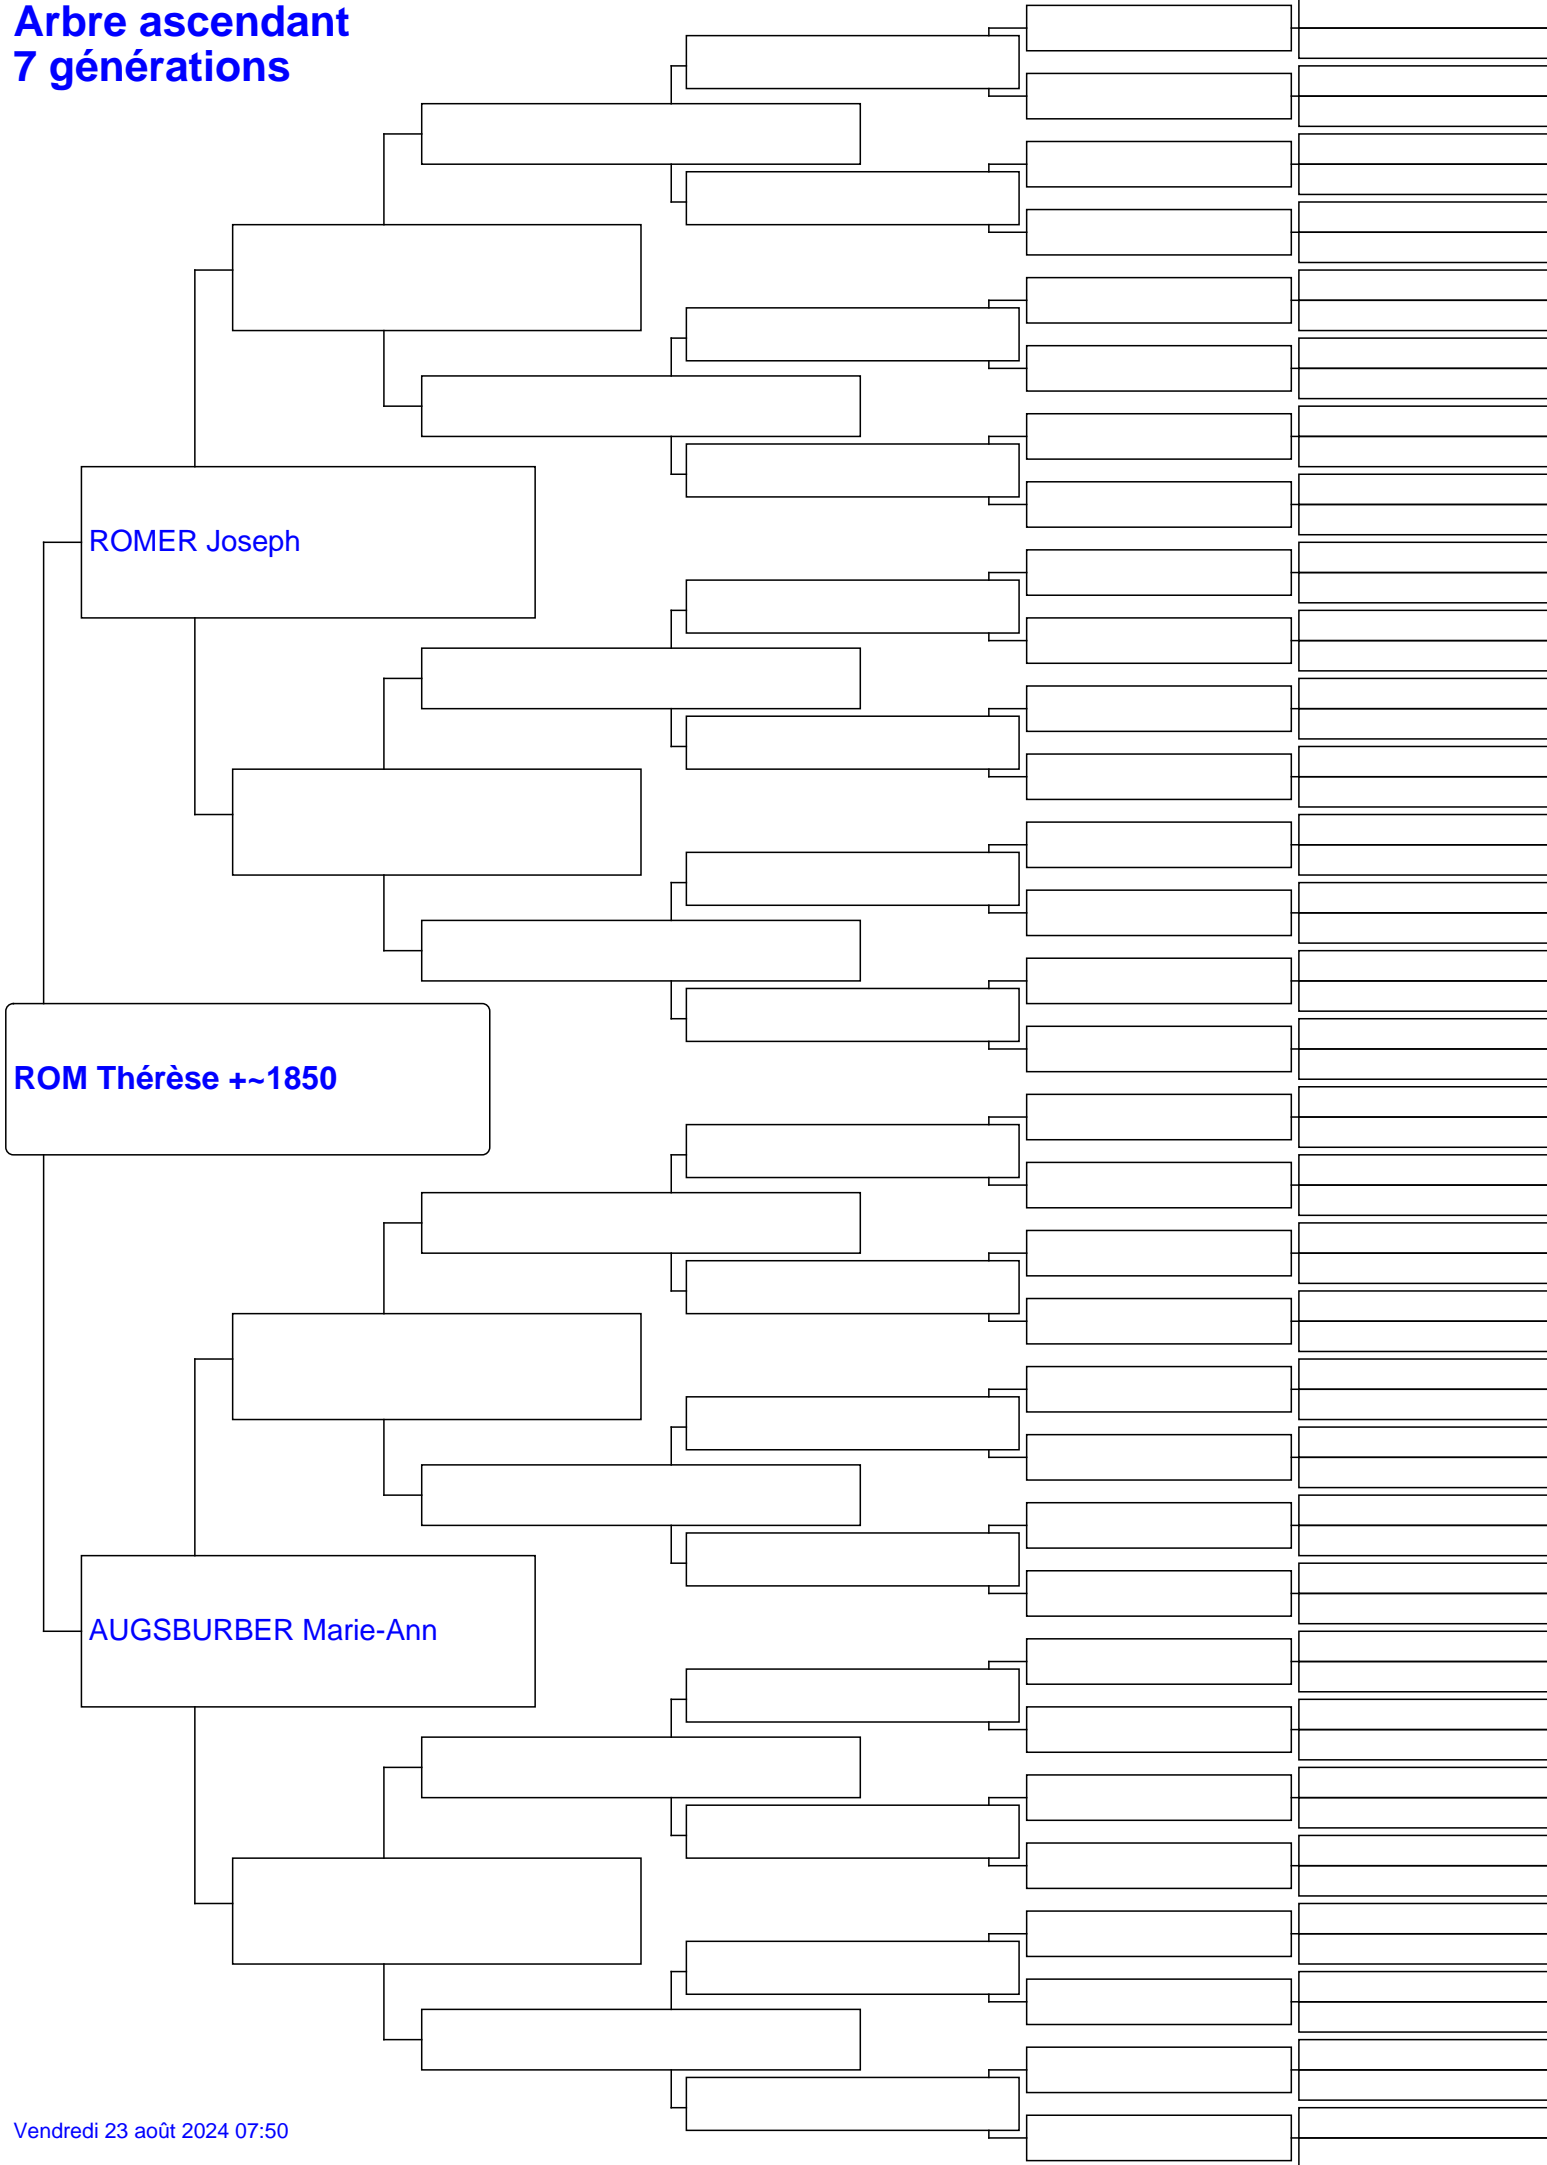 Arbre ascendant
7 générations
ROMER Joseph
ROM Thérèse +~1850
AUGSBURBER Marie-Ann
Vendredi 23 août 2024 07:50